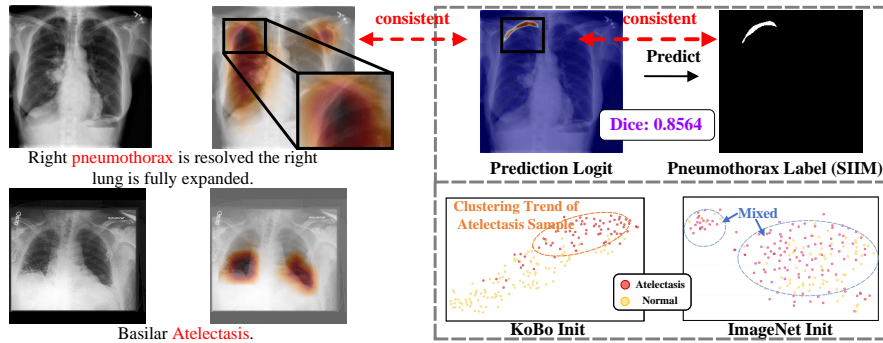 consistent
consistent
Predict
Dice: 0.8564
Right pneumothorax is resolved the right
lung is fully expanded.
Prediction Logit
Pneumothorax Label (SIIM)
Clustering Trend of
Atelectasis Sample
Mixed
Atelectasis
Normal
Basilar Atelectasis.
KoBo Init
ImageNet Init